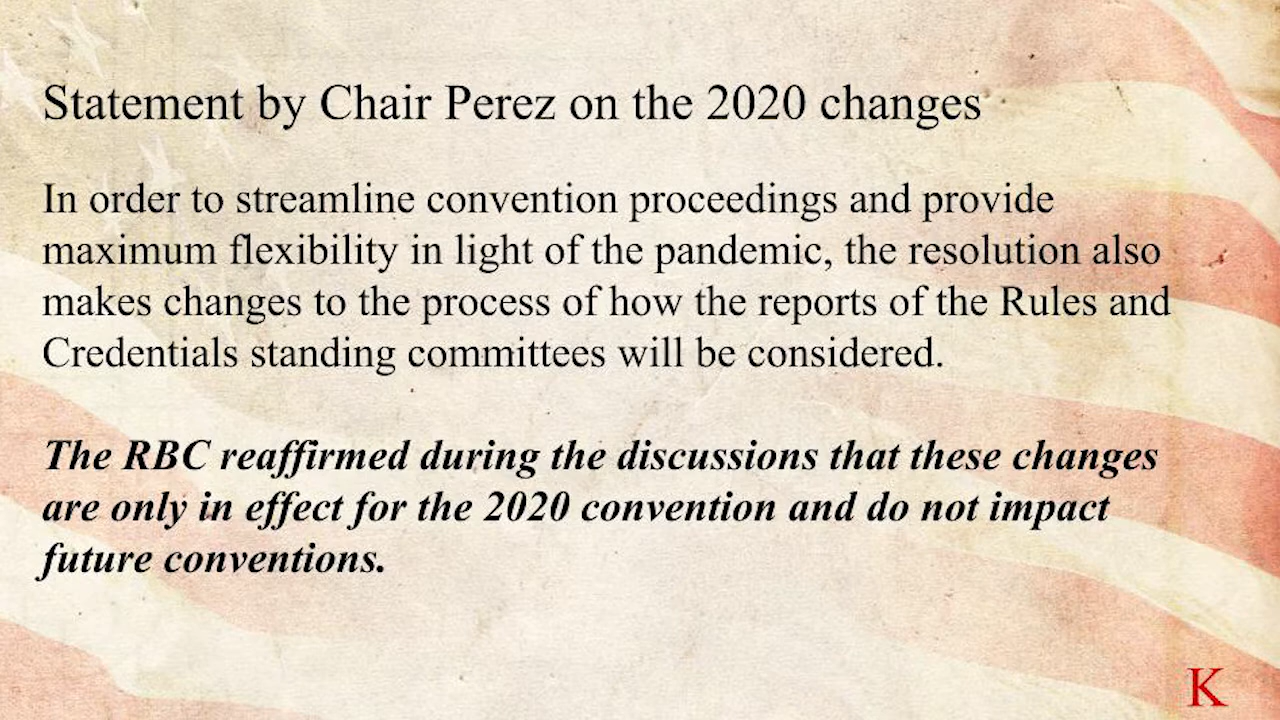 Statement by Chair Perez on the 2020 changes
In order to streamline convention proceedings and provide
maximum flexibility in light of the pandemic, the resolution also
makes changes to the process of how the reports of the Rules and
Credentials standing committees will be considered.
The RBC reaffirmed during the discussions that these changes
are only in effect for the 2020 convention and do not impact
future conventions.
K